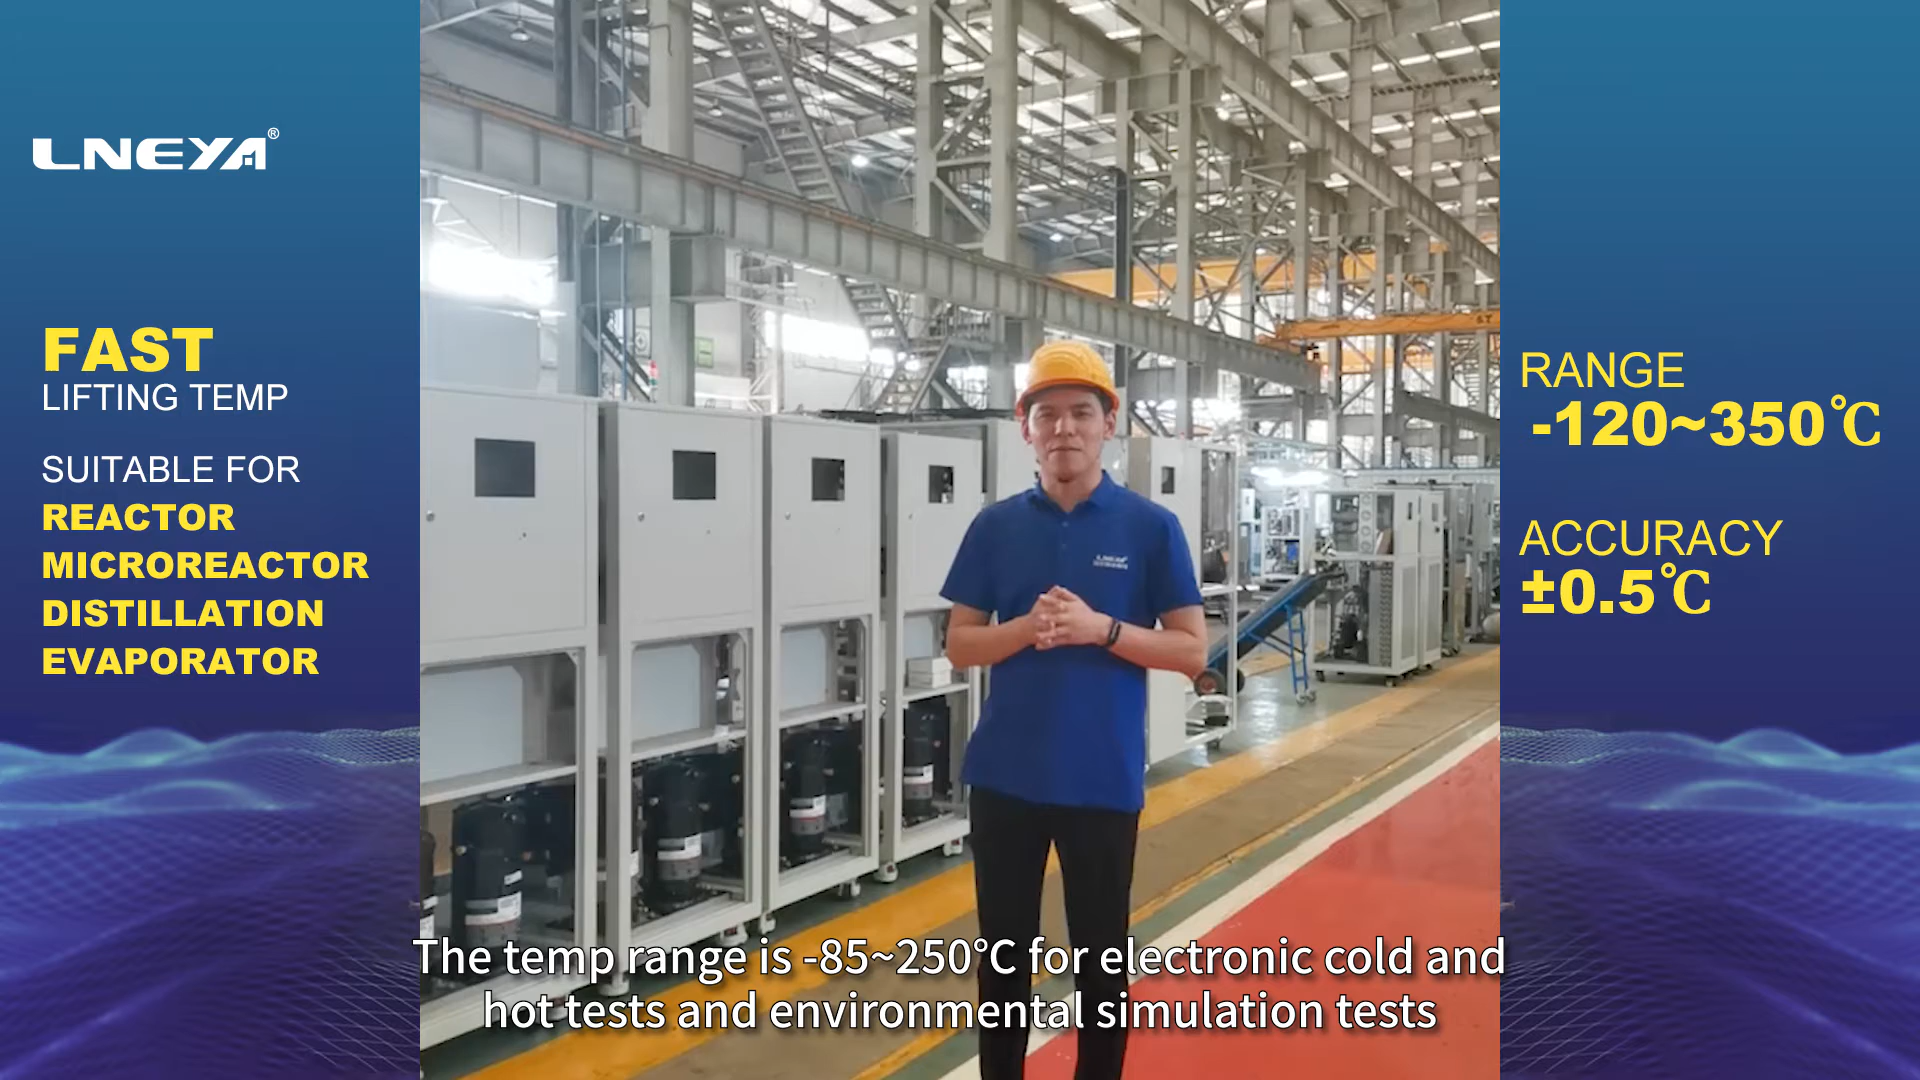 LNEYA®
FAST
LIFTING TEMP
SUITABLE FOR
REACTOR
MICROREACTOR
DISTILLATION
EVAPORATOR
RANGE
-120~350℃
ACCURACY
±0.5℃
LNEYA
The temp range is -85~250°C for electronic cold and
hot tests and environmental simulation tests